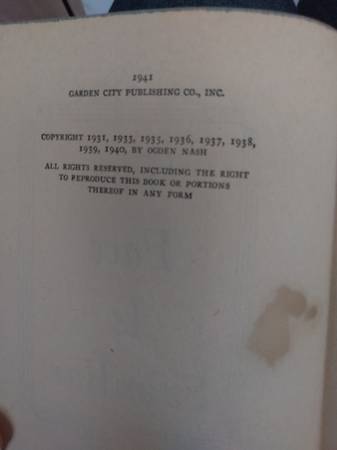 1941
GARDEN CITY PUBLISHING CO., INC.
COPYRIGHT 1931, 1933, 1935, 1936, 1937, 1938,
1939, 1940, BY OGDEN NASH
ALL RIGHTS RESERVED, INCLUDING THE RIGHT
TO REPRODUCE THIS BOOK OR PORTIONS
THEREOF IN ANY FORM